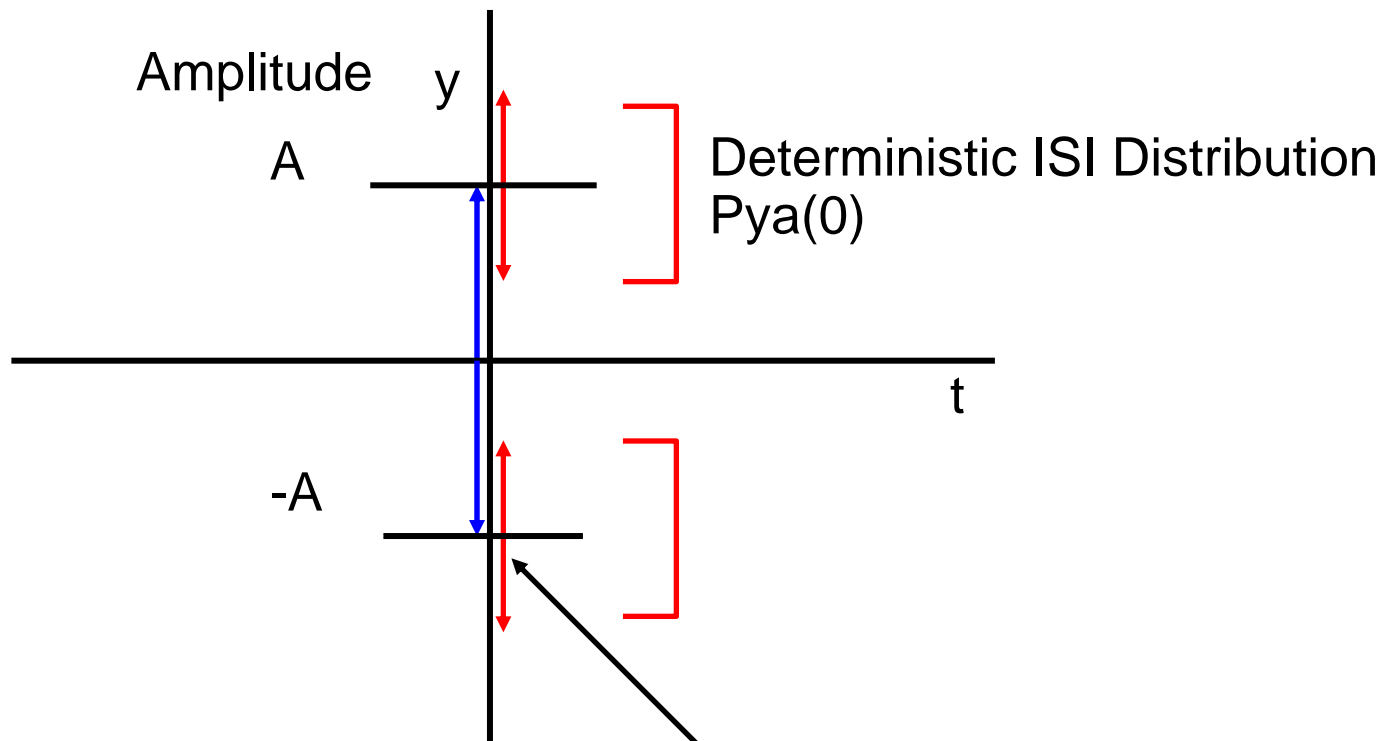 Amplitude
y
A
Deterministic ISI Distribution
Pya(0)
t
-A